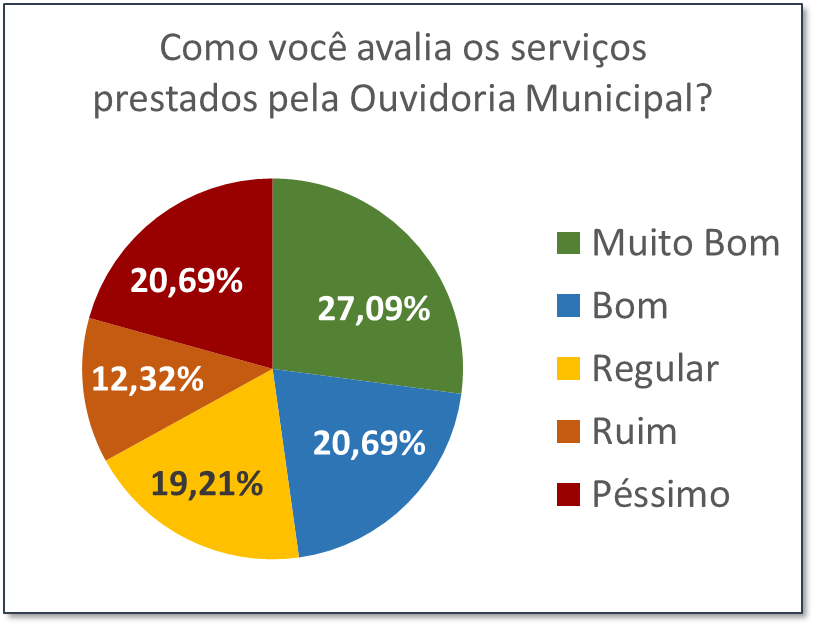 Como você avalia os serviços
prestados pela Ouvidoria Municipal?
27,09%
20,69%
19,21%
12,32%
20,69%
Muito Bom
Bom
Regular
Ruim
Péssimo